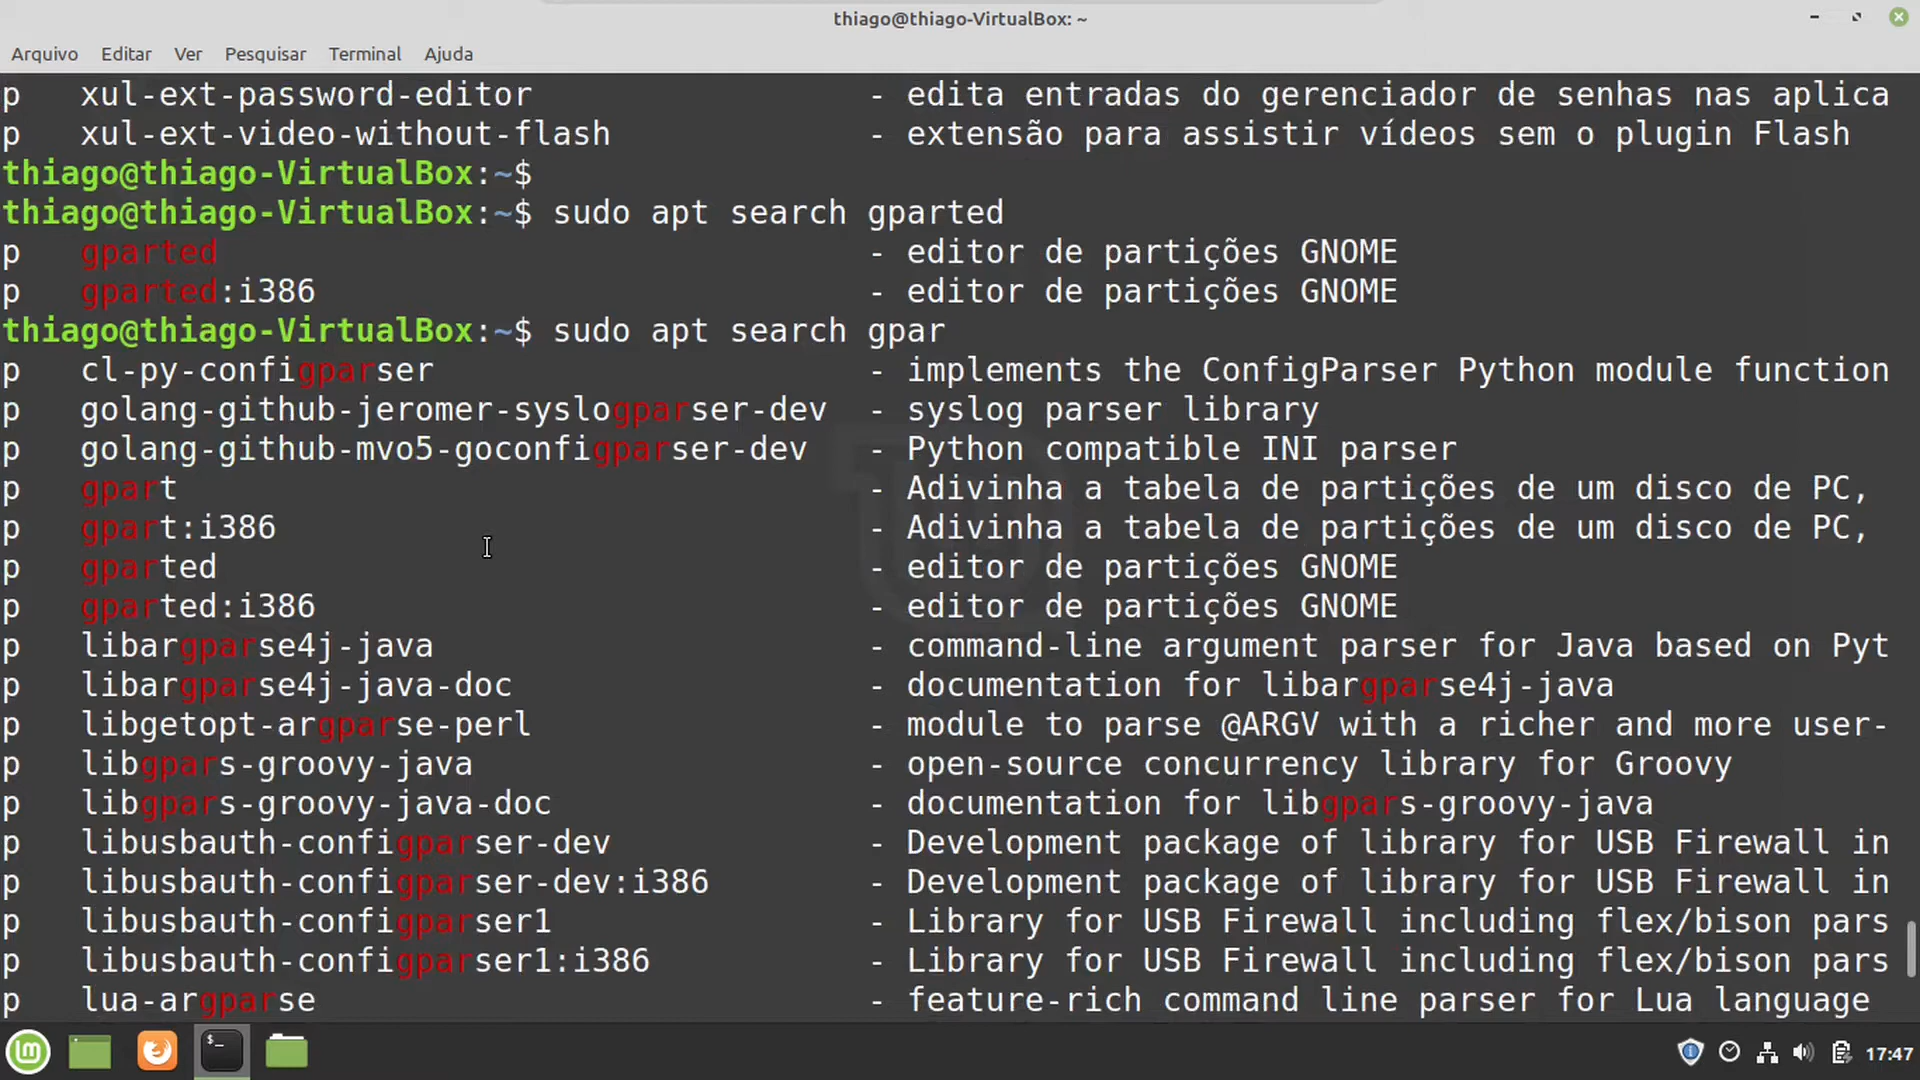 thiago@thiago-VirtualBox: ~
Arquivo Editar Ver Pesquisar Terminal Ajuda
p xul-ext-password-editor - edita entradas do gerenciador de senhas nas aplica
p xul-ext-video-without-flash - extensão para assistir vídeos sem o plugin Flash
thiago@thiago-VirtualBox:~$
thiago@thiago-VirtualBox:~$ sudo apt search gparted
p gparted - editor de partições GNOME
p gparted:i386 - editor de partições GNOME
thiago@thiago-VirtualBox:~$ sudo apt search gpar
p cl-py-configparser - implements the ConfigParser Python module function
p golang-github-jeromer-syslogparser-dev - syslog parser library
p golang-github-mvo5-goconfigparser-dev - Python compatible INI parser
p gpart - Adivinha a tabela de partições de um disco de PC,
p gpart:i386 - Adivinha a tabela de partições de um disco de PC,
p gparted - editor de partições GNOME
p gparted:i386 - editor de partições GNOME
p libargparse4j-java - command-line argument parser for Java based on Pyt
p libargparse4j-java-doc - documentation for libargparse4j-java
p libgetopt-argparse-perl - module to parse @ARGV with a richer and more user-
p libgpars-groovy-java - open-source concurrency library for Groovy
p libgpars-groovy-java-doc - documentation for libgpars-groovy-java
p libusbauth-configparser-dev - Development package of library for USB Firewall in
p libusbauth-configparser-dev:i386 - Development package of library for USB Firewall in
p libusbauth-configparser1 - Library for USB Firewall including flex/bison pars
p libusbauth-configparser1:i386 - Library for USB Firewall including flex/bison pars
p lua-argparse - feature-rich command line parser for Lua language
17:47